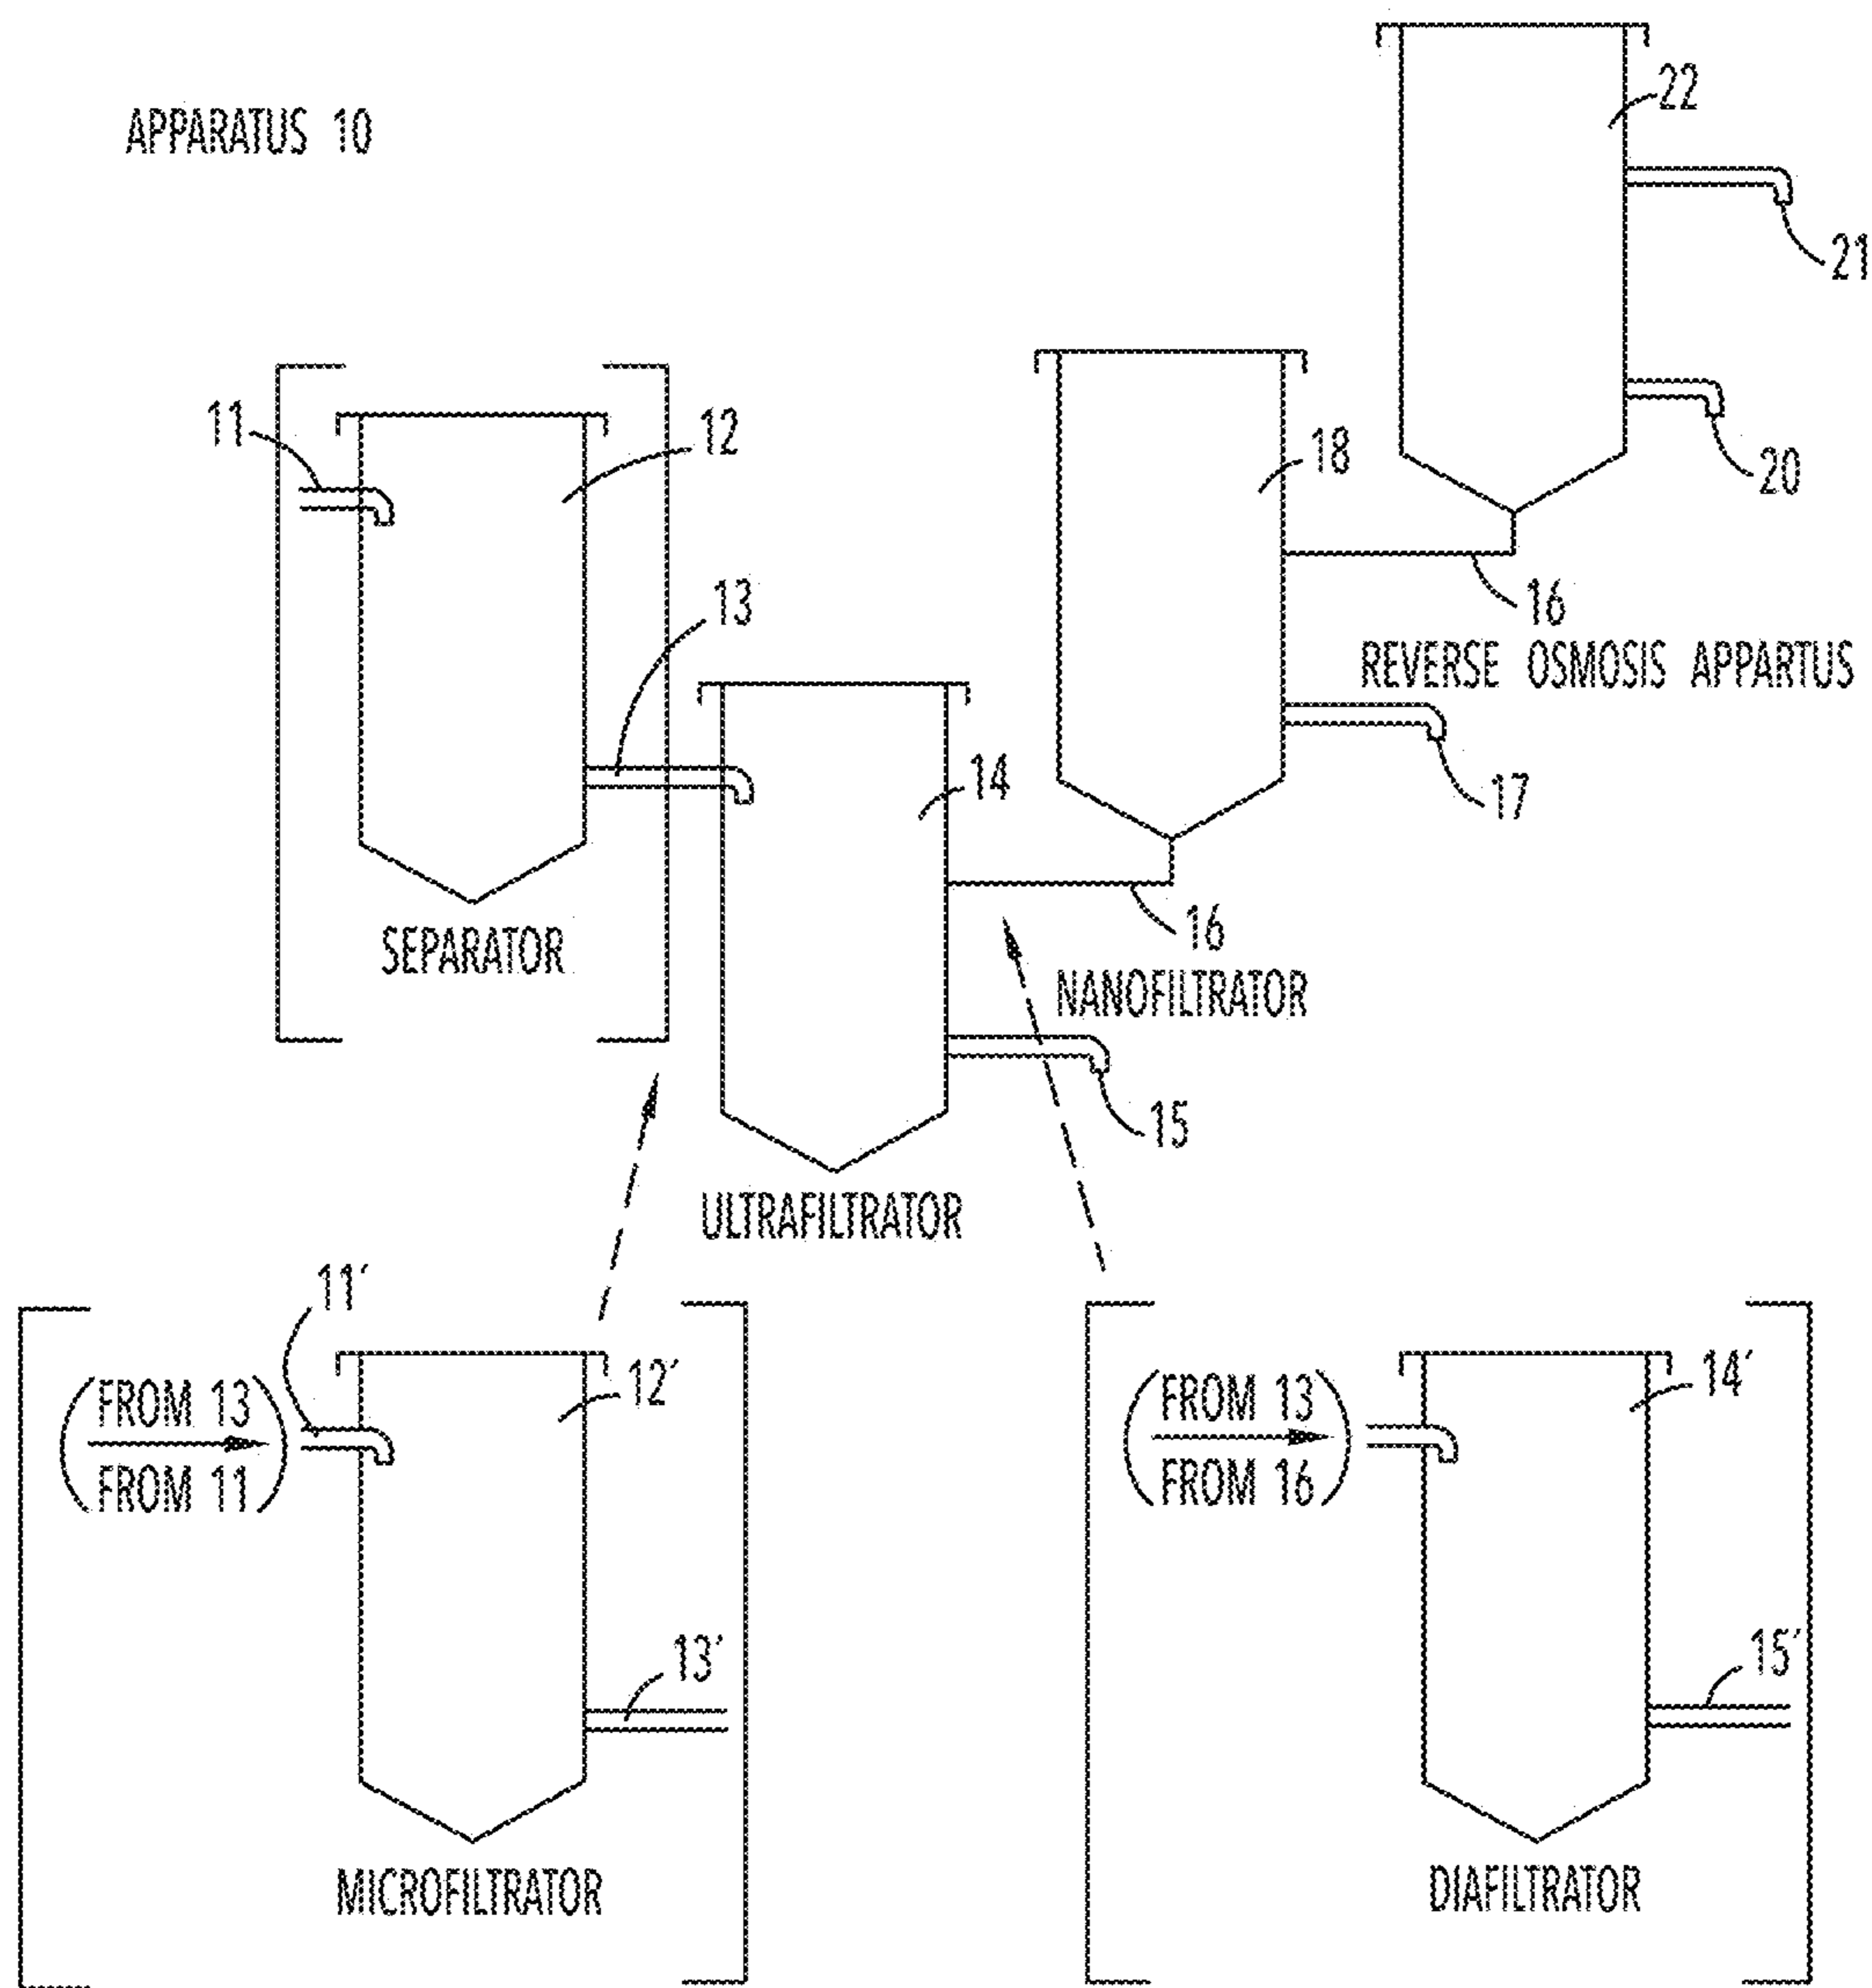 APPARATUS 10
22
21
20
11
12
18
13
16
REVERSE OSMOSIS APPARTUS
14
17
16
SEPARATOR
NANOFILTRATOR
15
ULTRAFILTRATOR
11′
12′
(FROM 13
FROM 11)
14′
(FROM 13
FROM 16)
13′
15′
MICROFILTRATOR
DIAFILTRATOR